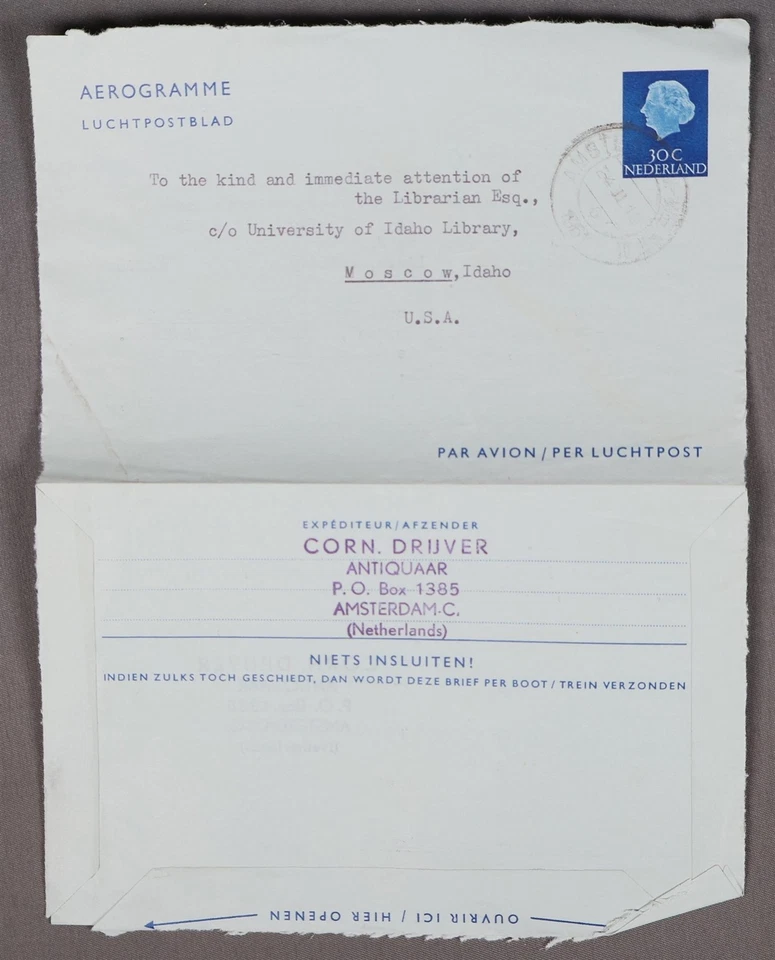 AEROGRAMME
LUCHTPOSTBLAD
30 C
NEDERLAND
To the kind and immediate attention of
the Librarian Esq.,
c/o University of Idaho Library,
M o s c o w, Idaho
U.S.A.
PAR AVION / PER LUCHTPOST
EXPÉDITEUR/AFZENDER
CORN. DRIJVER
ANTIQUAAR
P. O. Box 1385
AMSTERDAM-C.
(Netherlands)
NIETS INSLUITEN!
INDIEN ZULKS TOCH GESCHIEDT, DAN WORDT DEZE BRIEF PER BOOT / TREIN VERZONDEN
OUVRIR ICI / HIER OPENEN